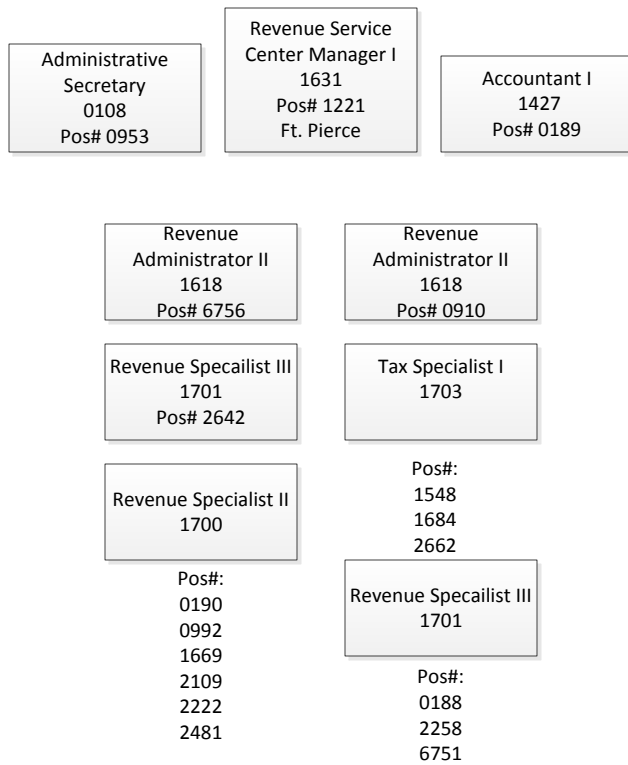 Administrative
Secretary
0108
Pos# 0953
Revenue Service
Center Manager I
1631
Pos# 1221
Ft. Pierce
Accountant I
1427
Pos# 0189
Revenue
Administrator II
1618
Pos# 6756
Revenue Specailist III
1701
Pos# 2642
Revenue Specialist II
1700
Pos#:
0190
0992
1669
2109
2222
2481
Revenue
Administrator II
1618
Pos# 0910
Tax Specialist I
1703
Pos#:
1548
1684
2662
Revenue Specailist III
1701
Pos#:
0188
2258
6751